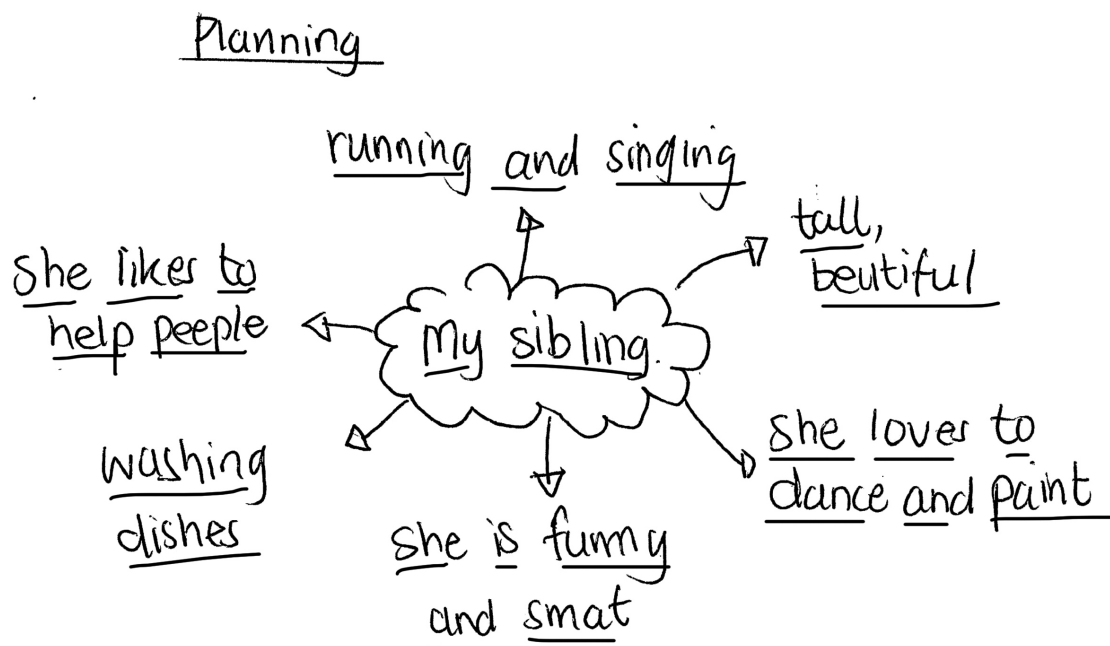 Planning
running and singing
tall,
beutiful
she likes to
help peeple
My sibling.
she loves to
dance and paint
washing
dishes
she is funny
and smat